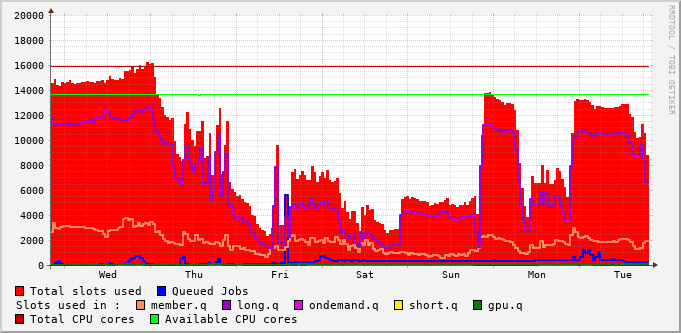 RRDTOOL / TOBI OETIKER
20000
18000
16000
14000
12000
10000
8000
6000
4000
2000
0
Wed Thu Fri Sat Sun Mon Tue
Total slots used Queued Jobs
Slots used in : member.q long.q ondemand.q short.q gpu.q
Total CPU cores Available CPU cores